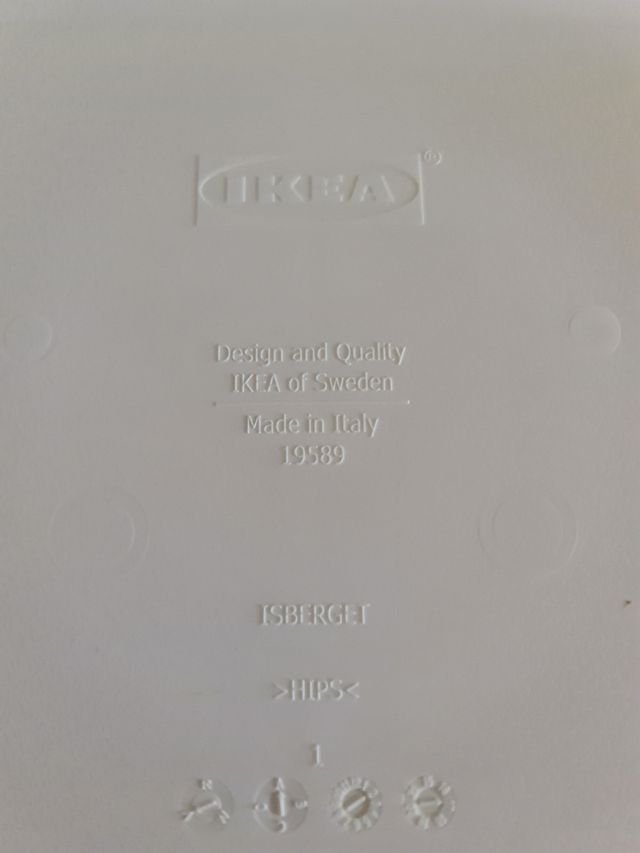 IKEA®
Design and Quality
IKEA of Sweden
Made in Italy
19589
ISBERGET
>HIPS<
1